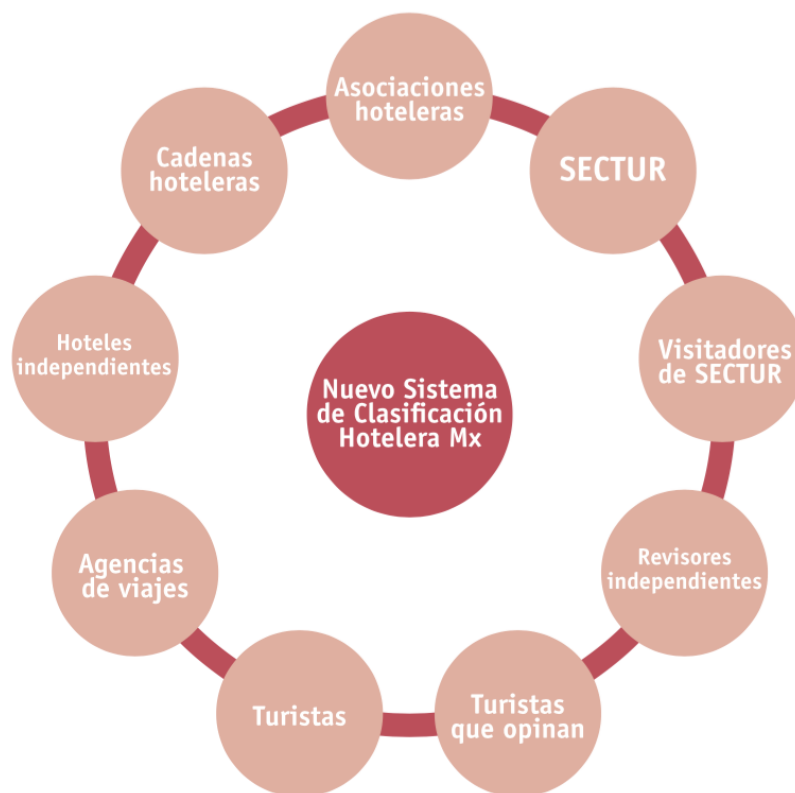 Asociaciones
hoteleras
SECTUR
Visitadores
de SECTUR
Revisores
independientes
Turistas
que opinan
Turistas
Agencias
de viajes
Hoteles
independientes
Cadenas
hoteleras
Nuevo Sistema
de Clasificación
Hotelera Mx